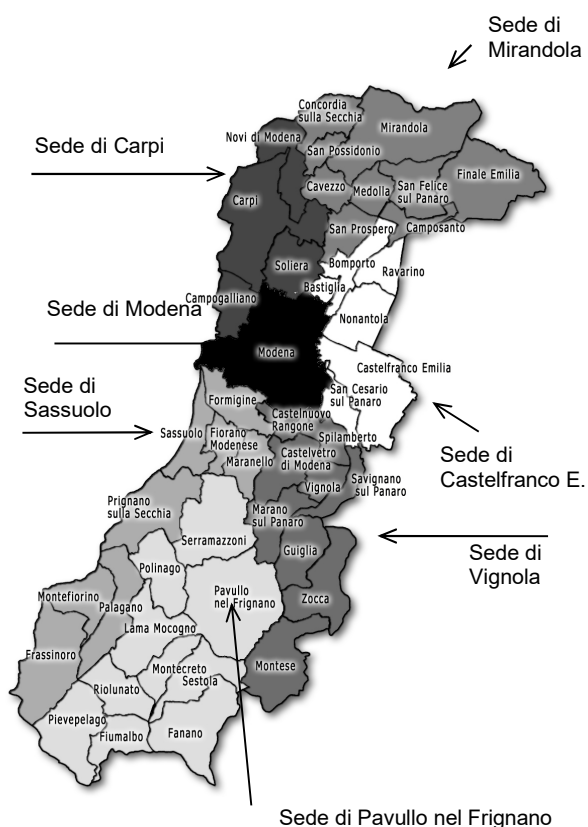 Sede di
Mirandola
Concordia
sulla Secchia
Mirandola
Novi di Modena
San Possidonio
Sede di Carpi
Finale Emilia
Cavezzo
Medolla
San Felice
sul Panaro
Carpi
San Prospero
Camposanto
Soliera
Bomporto
Ravarino
Bastiglia
Campogalliano
Sede di Modena
Nonantola
Modena
Castelfranco Emilia
Sede di
Sassuolo
San Cesario
sul Panaro
Formigine
Castelnuovo
Rangone
Sassuolo
Fiorano
Modenese
Spilamberto
Maranello
Castelvetro
di Modena
Sede di
Castelfranco E.
Vignola
Savignano
sul Panaro
Prignano
sulla Secchia
Marano
sul Panaro
Serramazzoni
Guiglia
Sede di
Vignola
Polinago
Montefiorino
Palagano
Pavullo
nel Frignano
Zocca
Lama Mocogno
Frassinoro
Montecreto
Sestola
Montese
Riolunato
Pievepelago
Fiumalbo
Fanano
Sede di Pavullo nel Frignano